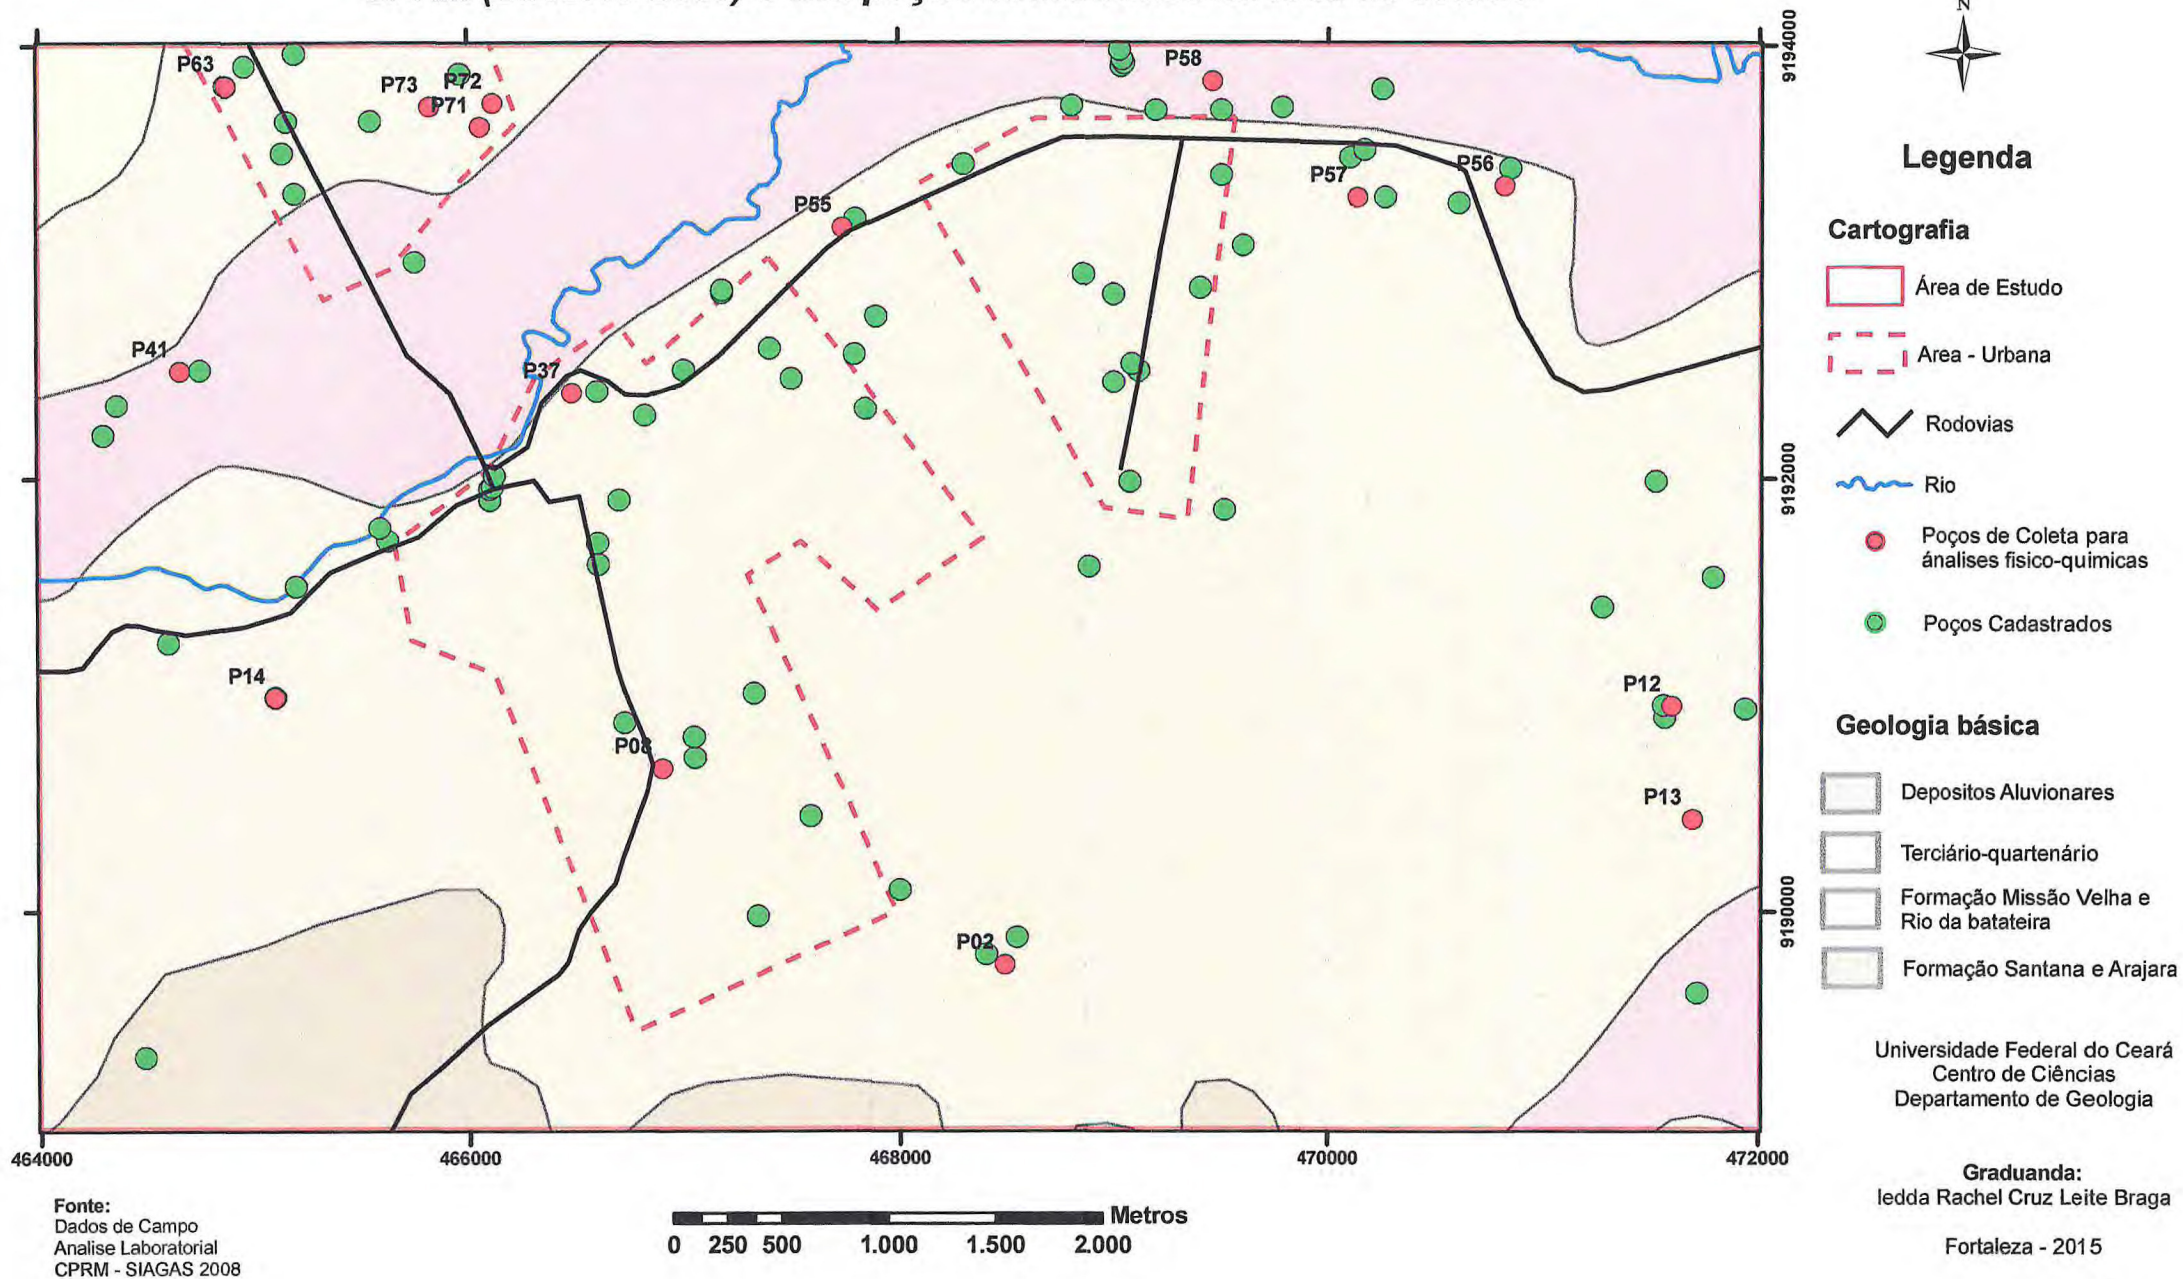 N
9194000
P63
P73
P72
P71
P58
P57
P56
P55
P41
P37
9192000
P14
P08
P12
P13
9190000
P02
464000
466000
468000
470000
472000
Legenda
Cartografia
Área de Estudo
Area - Urbana
Rodovias
Rio
Poços de Coleta para
ánalises fisico-quimicas
Poços Cadastrados
Geologia básica
Depositos Aluvionares
Terciário-quartenário
Formação Missão Velha e
Rio da batateira
Formação Santana e Arajara
Universidade Federal do Ceará
Centro de Ciências
Departamento de Geologia
Graduanda:
Iedda Rachel Cruz Leite Braga
Fortaleza - 2015
Fonte:
Dados de Campo
Analise Laboratorial
CPRM - SIAGAS 2008
Metros
0 250 500 1.000 1.500 2.000